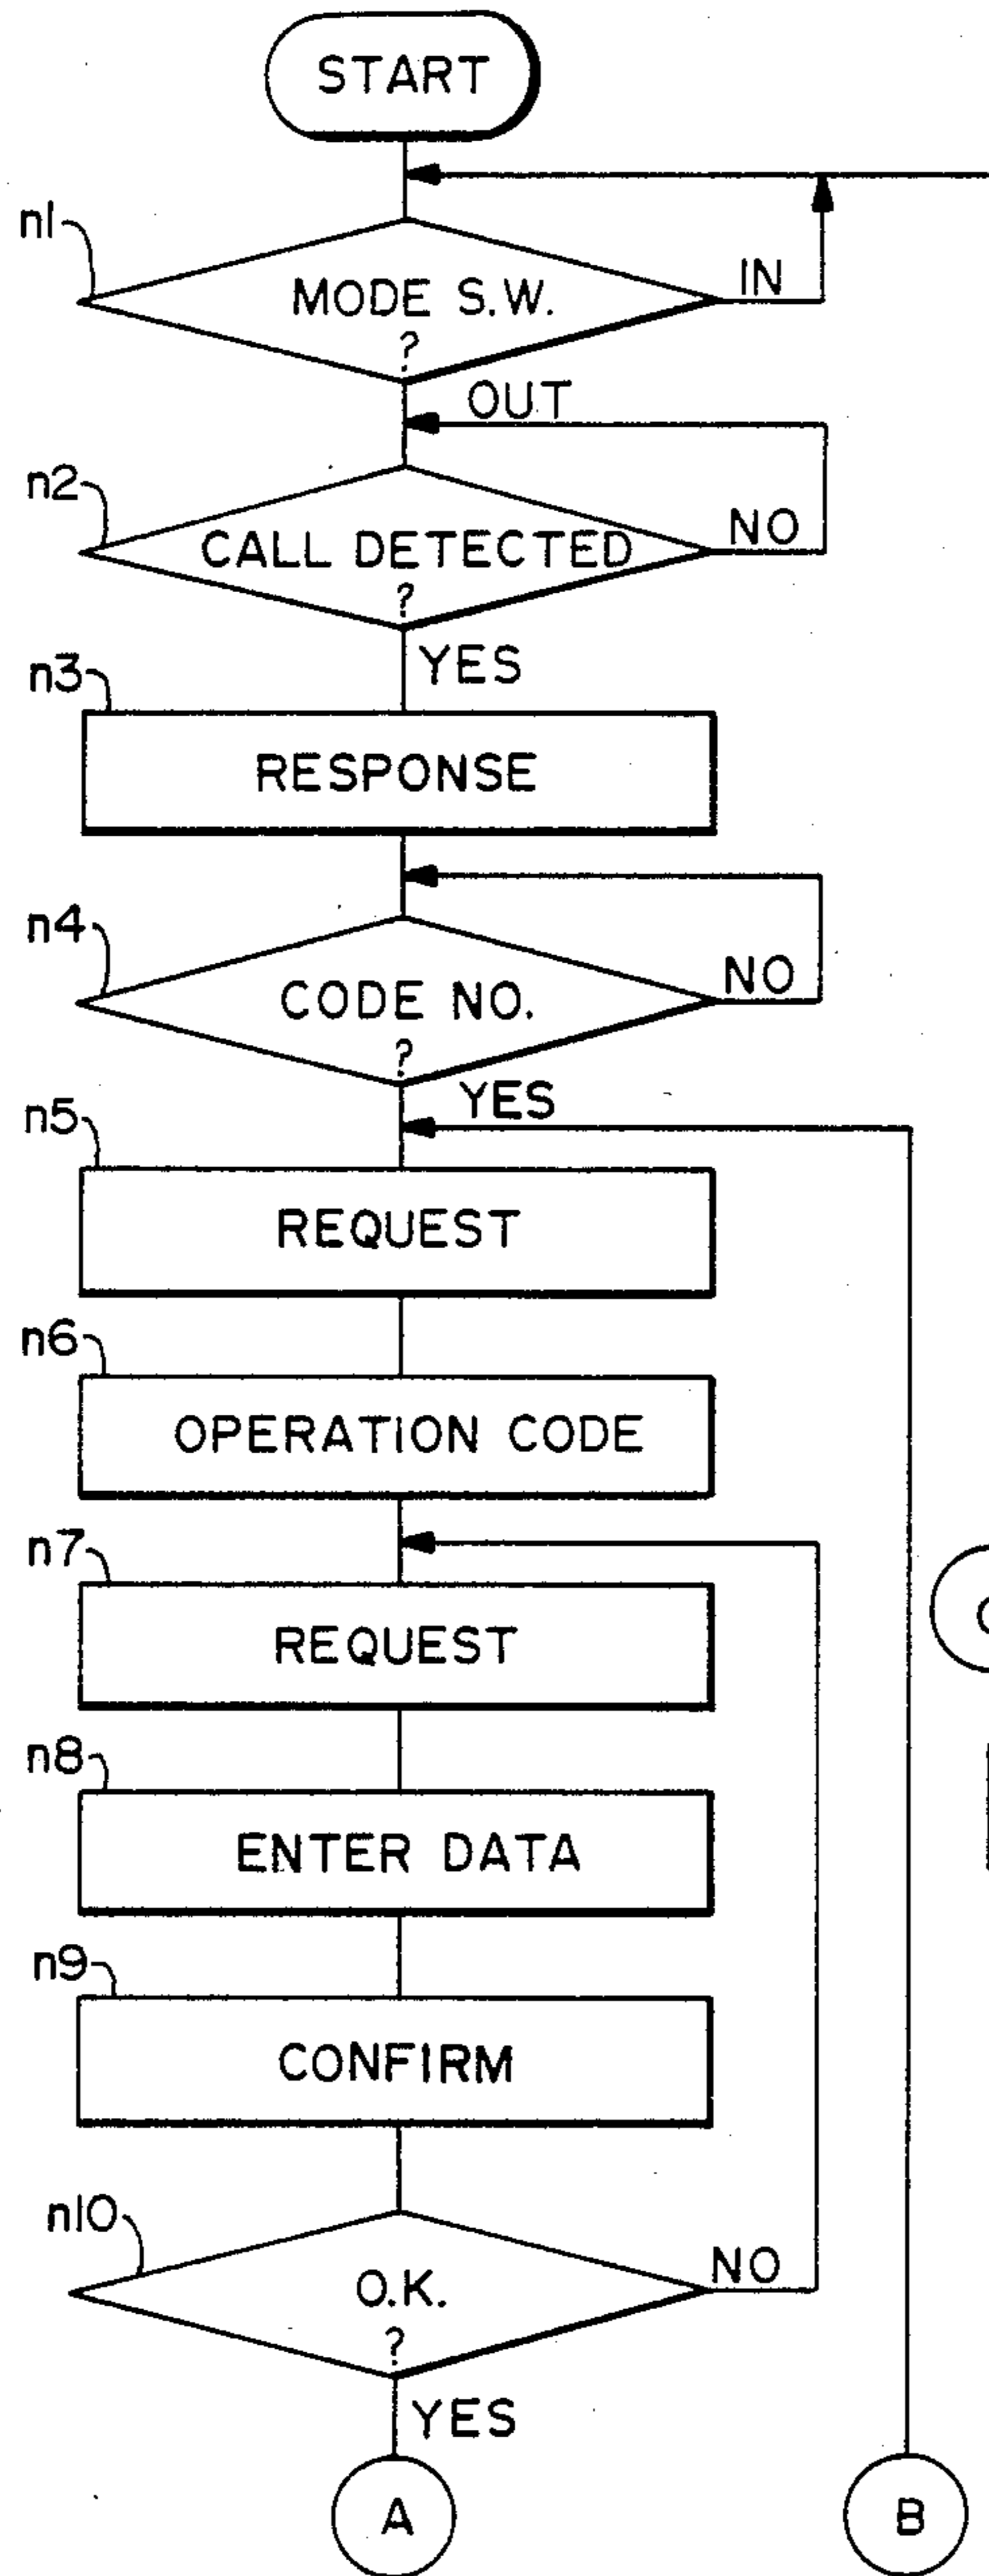 START
n1
MODE S.W.
?
IN
OUT
n2
CALL DETECTED
?
NO
YES
n3
RESPONSE
n4
CODE NO.
?
NO
YES
n5
REQUEST
n6
OPERATION CODE
n7
REQUEST
n8
ENTER DATA
n9
CONFIRM
n10
O.K.
?
NO
YES
A
B